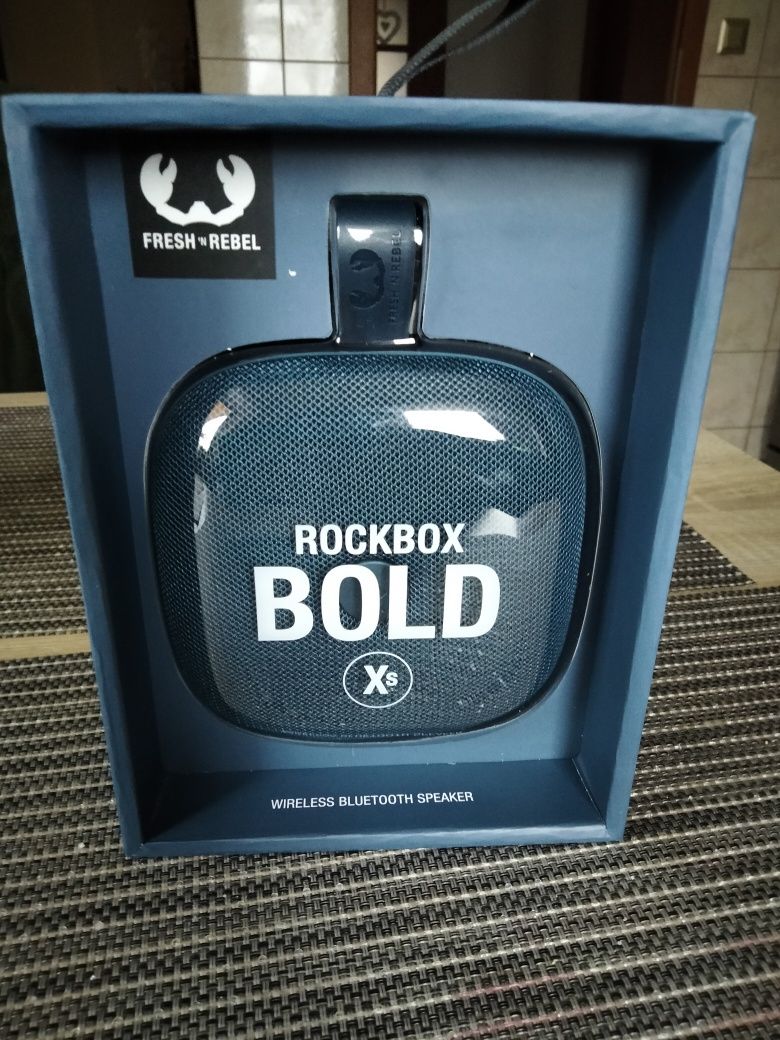 FRESH 'N REBEL
FRESH 'N REBEL
ROCKBOX
BOLD
XS
WIRELESS BLUETOOTH SPEAKER